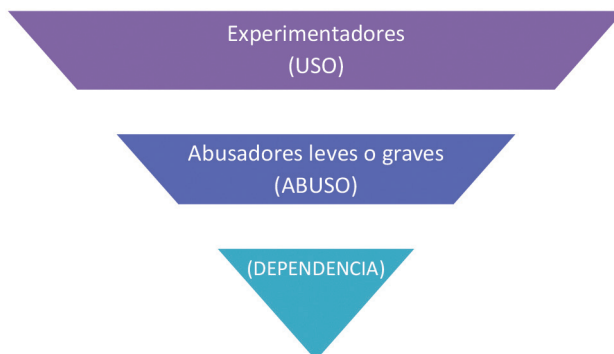 Experimentadores
(USO)
Abusadores leves o graves
(ABUSO)
(DEPENDENCIA)